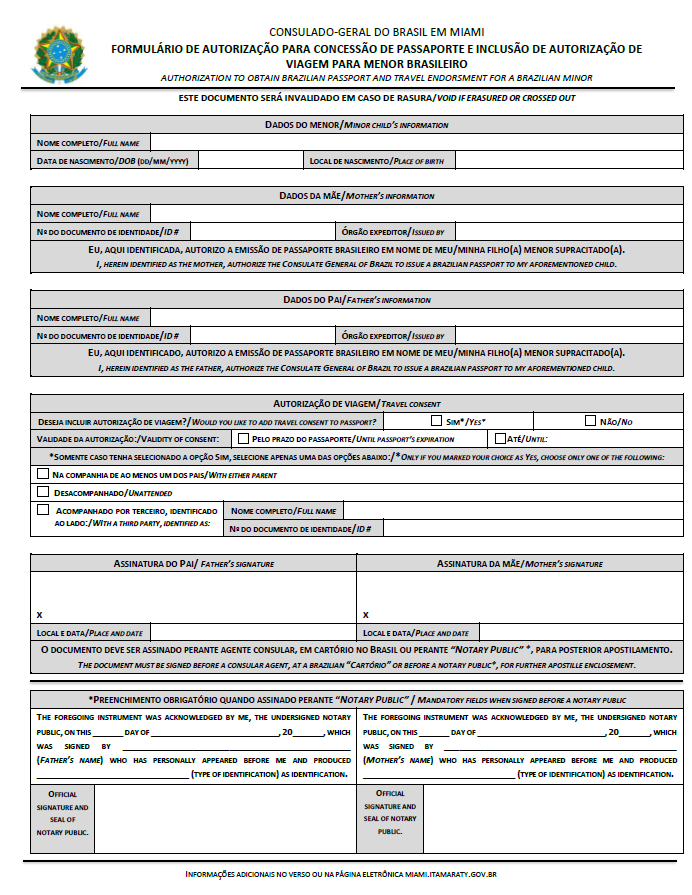 CONSULADO-GERAL DO BRASIL EM MIAMI
FORMULÁRIO DE AUTORIZAÇÃO PARA CONCESSÃO DE PASSAPORTE E INCLUSÃO DE AUTORIZAÇÃO DE
VIAGEM PARA MENOR BRASILEIRO
AUTHORIZATION TO OBTAIN BRAZILIAN PASSPORT AND TRAVEL ENDORSMENT FOR A BRAZILIAN MINOR
ESTE DOCUMENTO SERÁ INVALIDADO EM CASO DE RASURA/VOID IF ERASURED OR CROSSED OUT
DADOS DO MENOR/MINOR CHILD'S INFORMATION
NOME COMPLETO/FULL NAME
DATA DE NASCIMENTO/DOB (DD/MM/YYYY) LOCAL DE NASCIMENTO/PLACE OF BIRTH
DADOS DA MÃE/MOTHER'S INFORMATION
NOME COMPLETO/FULL NAME
Nº DO DOCUMENTO DE IDENTIDADE/ID # ÓRGÃO EXPEDITOR/ISSUED BY
EU, AQUI IDENTIFICADA, AUTORIZO A EMISSÃO DE PASSAPORTE BRASILEIRO EM NOME DE MEU/MINHA FILHO(A) MENOR SUPRACITADO(A).
I, HEREIN IDENTIFIED AS THE MOTHER, AUTHORIZE THE CONSULATE GENERAL OF BRAZIL TO ISSUE A BRAZILIAN PASSPORT TO MY AFOREMENTIONED CHILD.
DADOS DO PAI/FATHER'S INFORMATION
NOME COMPLETO/FULL NAME
Nº DO DOCUMENTO DE IDENTIDADE/ID # ÓRGÃO EXPEDITOR/ISSUED BY
EU, AQUI IDENTIFICADO, AUTORIZO A EMISSÃO DE PASSAPORTE BRASILEIRO EM NOME DE MEU/MINHA FILHO(A) MENOR SUPRACITADO(A).
I, HEREIN IDENTIFIED AS THE FATHER, AUTHORIZE THE CONSULATE GENERAL OF BRAZIL TO ISSUE A BRAZILIAN PASSPORT TO MY AFOREMENTIONED CHILD.
AUTORIZAÇÃO DE VIAGEM/TRAVEL CONSENT
DESEJA INCLUIR AUTORIZAÇÃO DE VIAGEM?/WOULD YOU LIKE TO ADD TRAVEL CONSENT TO PASSPORT? SIM*/YES* NÃO/NO
VALIDADE DA AUTORIZAÇÃO:/VALIDITY OF CONSENT: PELO PRAZO DO PASSAPORTE/UNTIL PASSPORT'S EXPIRATION ATÉ/UNTIL:
*SOMENTE CASO TENHA SELECIONADO A OPÇÃO SIM, SELECIONE APENAS UMA DAS OPÇÕES ABAIXO:/*ONLY IF YOU MARKED YOUR CHOICE AS YES, CHOOSE ONLY ONE OF THE FOLLOWING:
NA COMPANHIA DE AO MENOS UM DOS PAIS/WITH EITHER PARENT
DESACOMPANHADO/UNATTENDED
ACOMPANHADO POR TERCEIRO, IDENTIFICADO NOME COMPLETO/FULL NAME
AO LADO:/WITH A THIRD PARTY, IDENTIFIED AS: Nº DO DOCUMENTO DE IDENTIDADE/ID #
ASSINATURA DO PAI/ FATHER'S SIGNATURE ASSINATURA DA MÃE/MOTHER'S SIGNATURE
X X
LOCAL E DATA/PLACE AND DATE LOCAL E DATA/PLACE AND DATE
O DOCUMENTO DEVE SER ASSINADO PERANTE AGENTE CONSULAR, EM CARTÓRIO NO BRASIL OU PERANTE "NOTARY PUBLIC" *, PARA POSTERIOR APOSTILAMENTO.
THE DOCUMENT MUST BE SIGNED BEFORE A CONSULAR AGENT, AT A BRAZILIAN "CARTÓRIO" OR BEFORE A NOTARY PUBLIC*, FOR FURTHER APOSTILLE ENCLOSEMENT.
*PREENCHIMENTO OBRIGATÓRIO QUANDO ASSINADO PERANTE "NOTARY PUBLIC" / MANDATORY FIELDS WHEN SIGNED BEFORE A NOTARY PUBLIC
THE FOREGOING INSTRUMENT WAS ACKNOWLEDGED BY ME, THE UNDERSIGNED NOTARY
PUBLIC, ON THIS ______ DAY OF ____________________, 20______, WHICH
WAS SIGNED BY ____________________
(FATHER'S NAME) WHO HAS PERSONALLY APPEARED BEFORE ME AND PRODUCED
____________________ (TYPE OF IDENTIFICATION) AS IDENTIFICATION.
THE FOREGOING INSTRUMENT WAS ACKNOWLEDGED BY ME, THE UNDERSIGNED NOTARY
PUBLIC, ON THIS ______ DAY OF ____________________, 20______, WHICH
WAS SIGNED BY ____________________
(MOTHER'S NAME) WHO HAS PERSONALLY APPEARED BEFORE ME AND PRODUCED
____________________ (TYPE OF IDENTIFICATION) AS IDENTIFICATION.
OFFICIAL
SIGNATURE AND
SEAL OF
NOTARY PUBLIC.
OFFICIAL
SIGNATURE AND
SEAL OF NOTARY
PUBLIC.
INFORMAÇÕES ADICIONAIS NO VERSO OU NA PÁGINA ELETRÔNICA MIAMI.ITAMARATY.GOV.BR